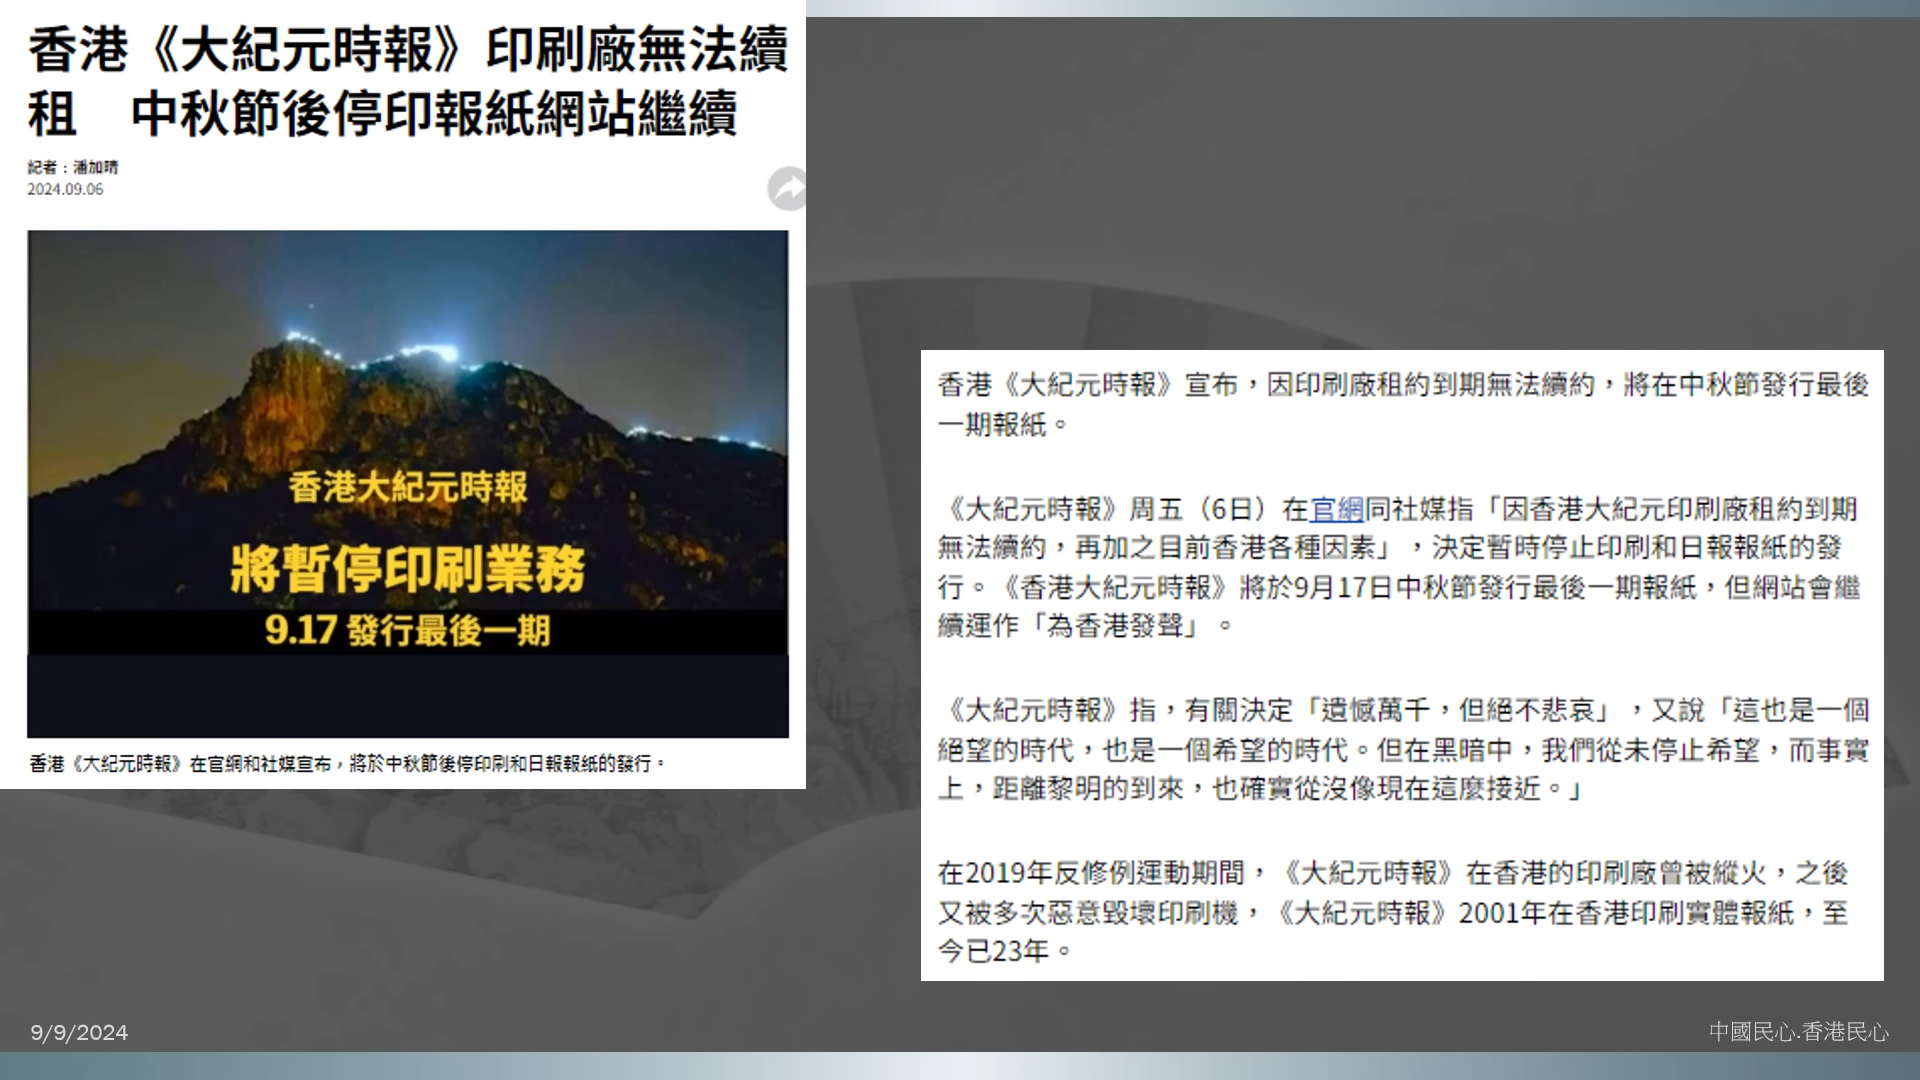 香港《大紀元時報》印刷廠無法續
租　中秋節後停印報紙網站繼續
記者：潘加晴
2024.09.06
香港大紀元時報
將暫停印刷業務
9.17 發行最後一期
香港《大紀元時報》在官網和社媒宣布，將於中秋節後停印刷和日報報紙的發行。
香港《大紀元時報》宣布，因印刷廠租約到期無法續約，將在中秋節發行最後
一期報紙。
《大紀元時報》周五（6日）在官網同社媒指「因香港大紀元印刷廠租約到期
無法續約，再加之目前香港各種因素」，決定暫時停止印刷和日報報紙的發
行。《香港大紀元時報》將於9月17日中秋節發行最後一期報紙，但網站會繼
續運作「為香港發聲」。
《大紀元時報》指，有關決定「遺憾萬千，但絕不悲哀」，又說「這也是一個
絕望的時代，也是一個希望的時代。但在黑暗中，我們從未停止希望，而事實
上，距離黎明的到來，也確實從沒像現在這麼接近。」
在2019年反修例運動期間，《大紀元時報》在香港的印刷廠曾被縱火，之後
又被多次惡意毀壞印刷機，《大紀元時報》2001年在香港印刷實體報紙，至
今已23年。
9/9/2024
中國民心.香港民心